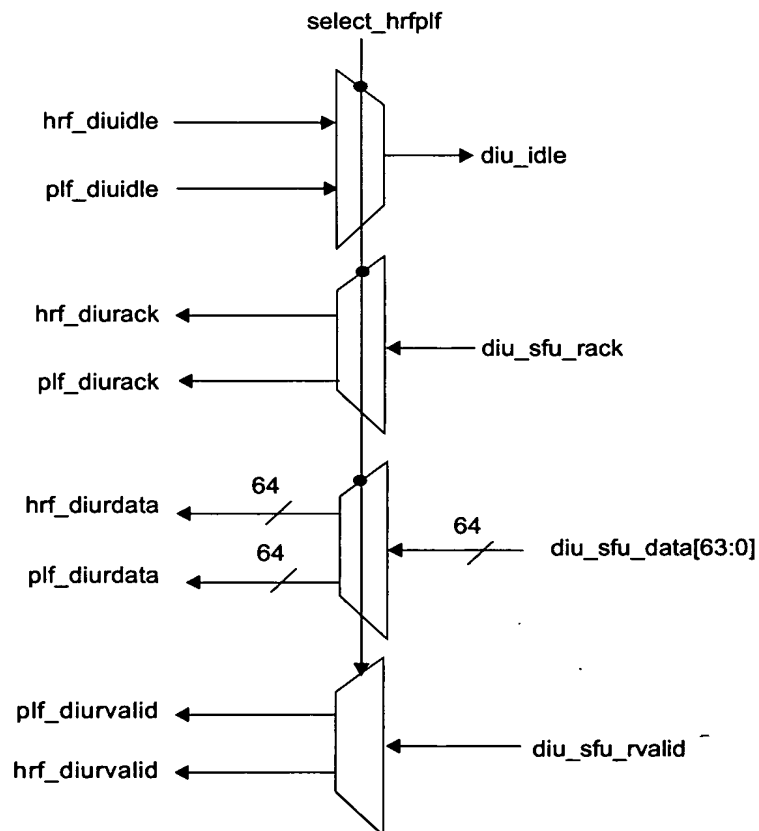 select_hrfplf
hrf_diuidle
diu_idle
plf_diuidle
hrf_diurack
diu_sfu_rack
plf_diurack
64
hrf_diurdata
64
diu_sfu_data[63:0]
64
plf_diurdata
plf_diurvalid
diu_sfu_rvalid
hrf_diurvalid